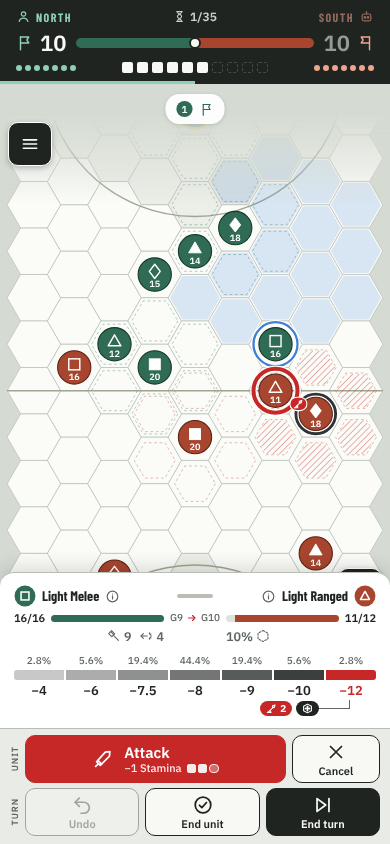 NORTH 1/35 SOUTH
10 10
1
18
14
15
16
12
16 20
11
18
20
14
Light Melee Light Ranged
16/16 G9 → G10 11/12
9 4 10%
2.8% 5.6% 19.4% 44.4% 19.4% 5.6% 2.8%
−4 −6 −7.5 −8 −9 −10 −12
2
UNIT
Attack
−1 Stamina
Cancel
TURN
Undo End unit End turn